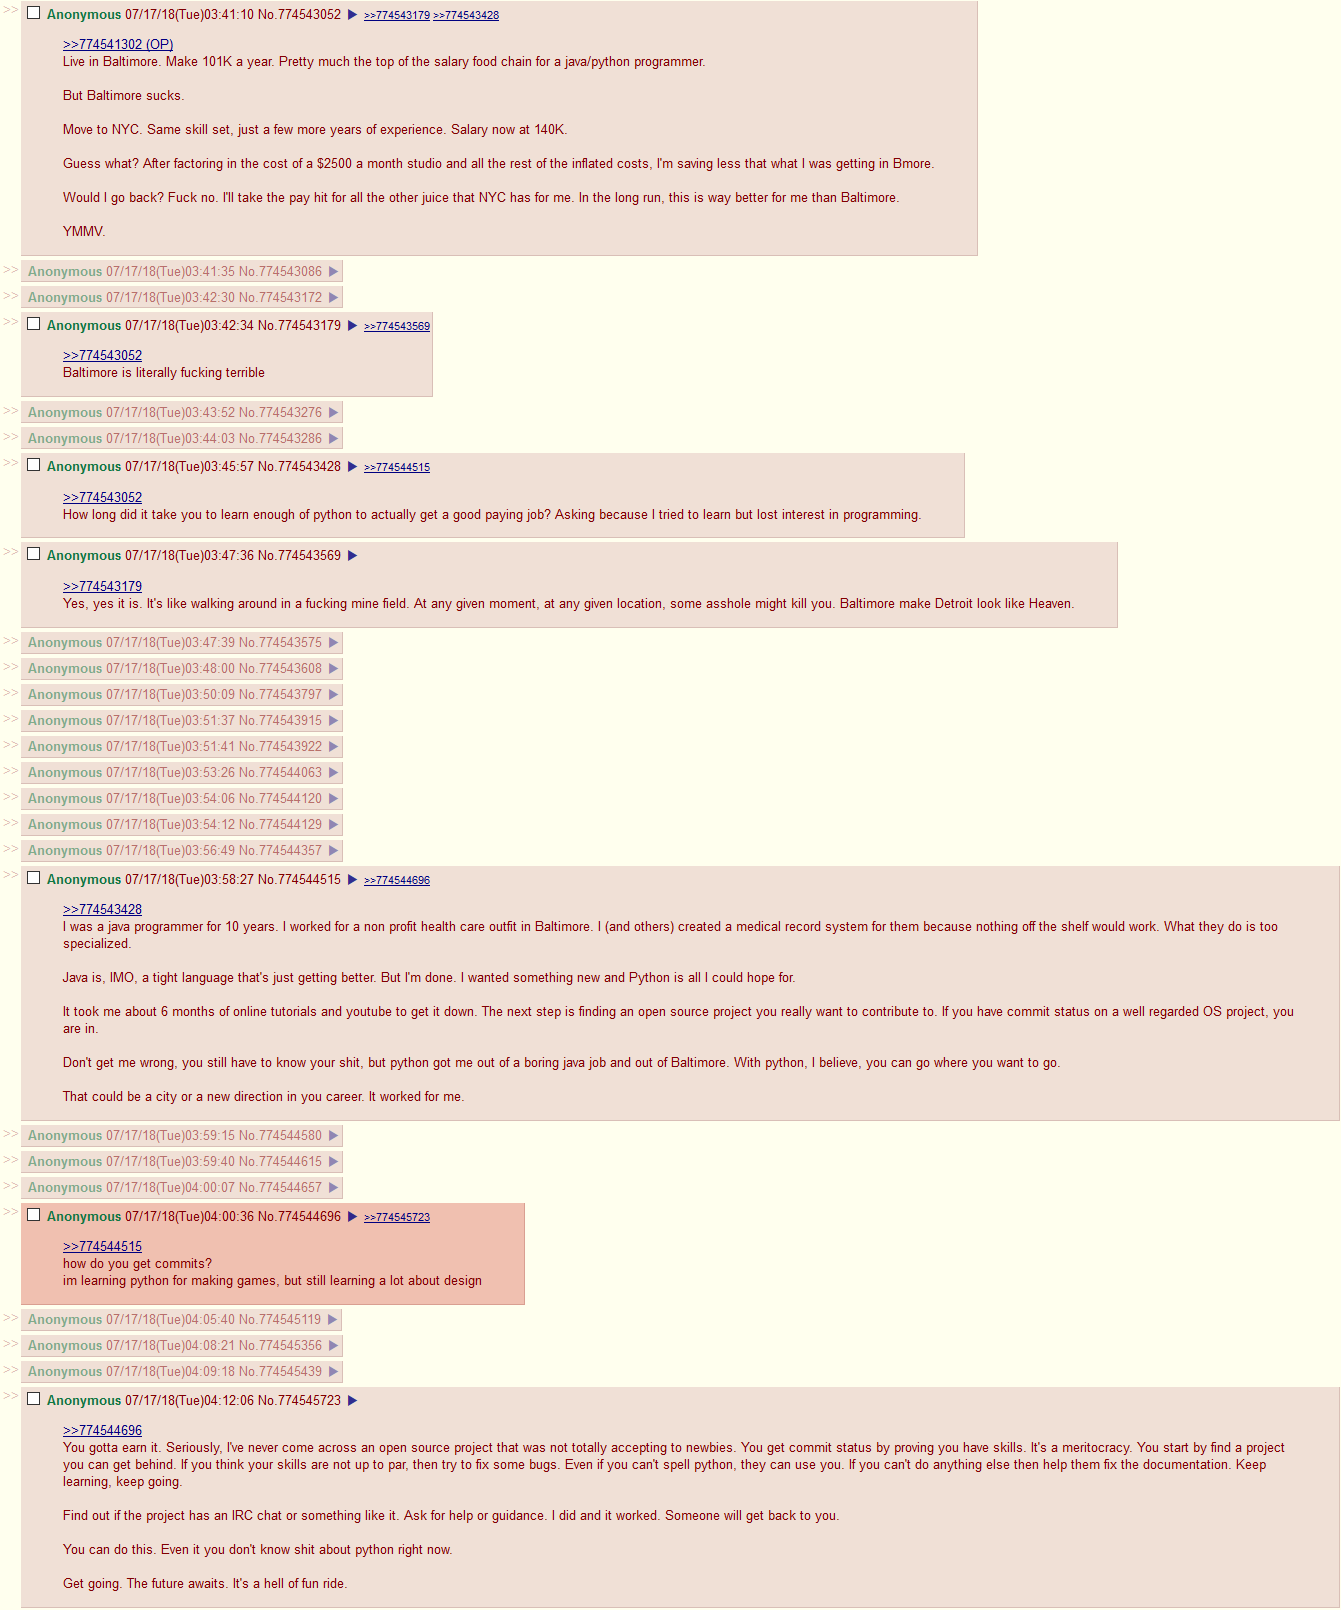 >> Anonymous 07/17/18(Tue)03:41:10 No.774543052 ▶ >>774543179 >>774543428
>>774541302 (OP)
Live in Baltimore. Make 101K a year. Pretty much the top of the salary food chain for a java/python programmer.
But Baltimore sucks.
Move to NYC. Same skill set, just a few more years of experience. Salary now at 140K.
Guess what? After factoring in the cost of a $2500 a month studio and all the rest of the inflated costs, I'm saving less that what I was getting in Bmore.
Would I go back? Fuck no. I'll take the pay hit for all the other juice that NYC has for me. In the long run, this is way better for me than Baltimore.
YMMV.
>> Anonymous 07/17/18(Tue)03:41:35 No.774543086 ▶
>> Anonymous 07/17/18(Tue)03:42:30 No.774543172 ▶
>> Anonymous 07/17/18(Tue)03:42:34 No.774543179 ▶ >>774543569
>>774543052
Baltimore is literally fucking terrible
>> Anonymous 07/17/18(Tue)03:43:52 No.774543276 ▶
>> Anonymous 07/17/18(Tue)03:44:03 No.774543286 ▶
>> Anonymous 07/17/18(Tue)03:45:57 No.774543428 ▶ >>774544515
>>774543052
How long did it take you to learn enough of python to actually get a good paying job? Asking because I tried to learn but lost interest in programming.
>> Anonymous 07/17/18(Tue)03:47:36 No.774543569 ▶
>>774543179
Yes, yes it is. It's like walking around in a fucking mine field. At any given moment, at any given location, some asshole might kill you. Baltimore make Detroit look like Heaven.
>> Anonymous 07/17/18(Tue)03:47:39 No.774543575 ▶
>> Anonymous 07/17/18(Tue)03:48:00 No.774543608 ▶
>> Anonymous 07/17/18(Tue)03:50:09 No.774543797 ▶
>> Anonymous 07/17/18(Tue)03:51:37 No.774543915 ▶
>> Anonymous 07/17/18(Tue)03:51:41 No.774543922 ▶
>> Anonymous 07/17/18(Tue)03:53:26 No.774544063 ▶
>> Anonymous 07/17/18(Tue)03:54:06 No.774544120 ▶
>> Anonymous 07/17/18(Tue)03:54:12 No.774544129 ▶
>> Anonymous 07/17/18(Tue)03:56:49 No.774544357 ▶
>> Anonymous 07/17/18(Tue)03:58:27 No.774544515 ▶ >>774544696
>>774543428
I was a java programmer for 10 years. I worked for a non profit health care outfit in Baltimore. I (and others) created a medical record system for them because nothing off the shelf would work. What they do is too
specialized.
Java is, IMO, a tight language that's just getting better. But I'm done. I wanted something new and Python is all I could hope for.
It took me about 6 months of online tutorials and youtube to get it down. The next step is finding an open source project you really want to contribute to. If you have commit status on a well regarded OS project, you
are in.
Don't get me wrong, you still have to know your shit, but python got me out of a boring java job and out of Baltimore. With python, I believe, you can go where you want to go.
That could be a city or a new direction in you career. It worked for me.
>> Anonymous 07/17/18(Tue)03:59:15 No.774544580 ▶
>> Anonymous 07/17/18(Tue)03:59:40 No.774544615 ▶
>> Anonymous 07/17/18(Tue)04:00:07 No.774544657 ▶
>> Anonymous 07/17/18(Tue)04:00:36 No.774544696 ▶ >>774545723
>>774544515
how do you get commits?
im learning python for making games, but still learning a lot about design
>> Anonymous 07/17/18(Tue)04:05:40 No.774545119 ▶
>> Anonymous 07/17/18(Tue)04:08:21 No.774545356 ▶
>> Anonymous 07/17/18(Tue)04:09:18 No.774545439 ▶
>> Anonymous 07/17/18(Tue)04:12:06 No.774545723 ▶
>>774544696
You gotta earn it. Seriously, I've never come across an open source project that was not totally accepting to newbies. You get commit status by proving you have skills. It's a meritocracy. You start by find a project
you can get behind. If you think your skills are not up to par, then try to fix some bugs. Even if you can't spell python, they can use you. If you can't do anything else then help them fix the documentation. Keep
learning, keep going.
Find out if the project has an IRC chat or something like it. Ask for help or guidance. I did and it worked. Someone will get back to you.
You can do this. Even it you don't know shit about python right now.
Get going. The future awaits. It's a hell of fun ride.